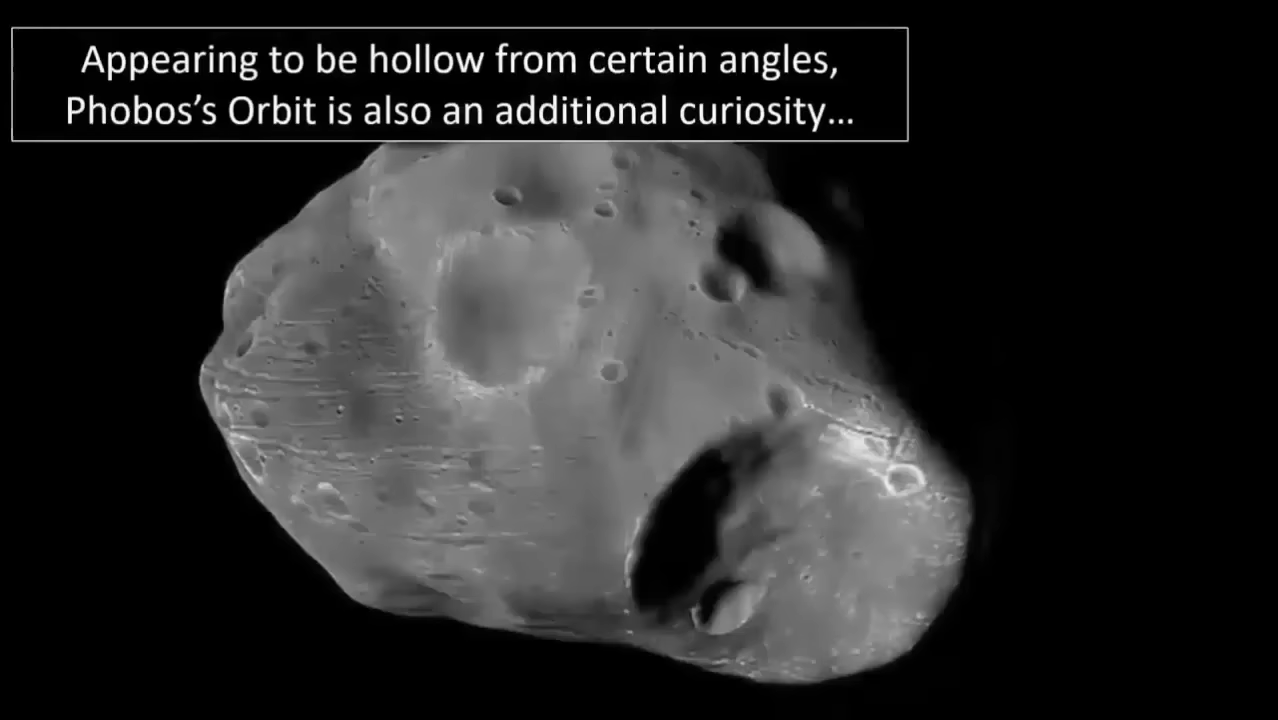 Appearing to be hollow from certain angles,
Phobos’s Orbit is also an additional curiosity…